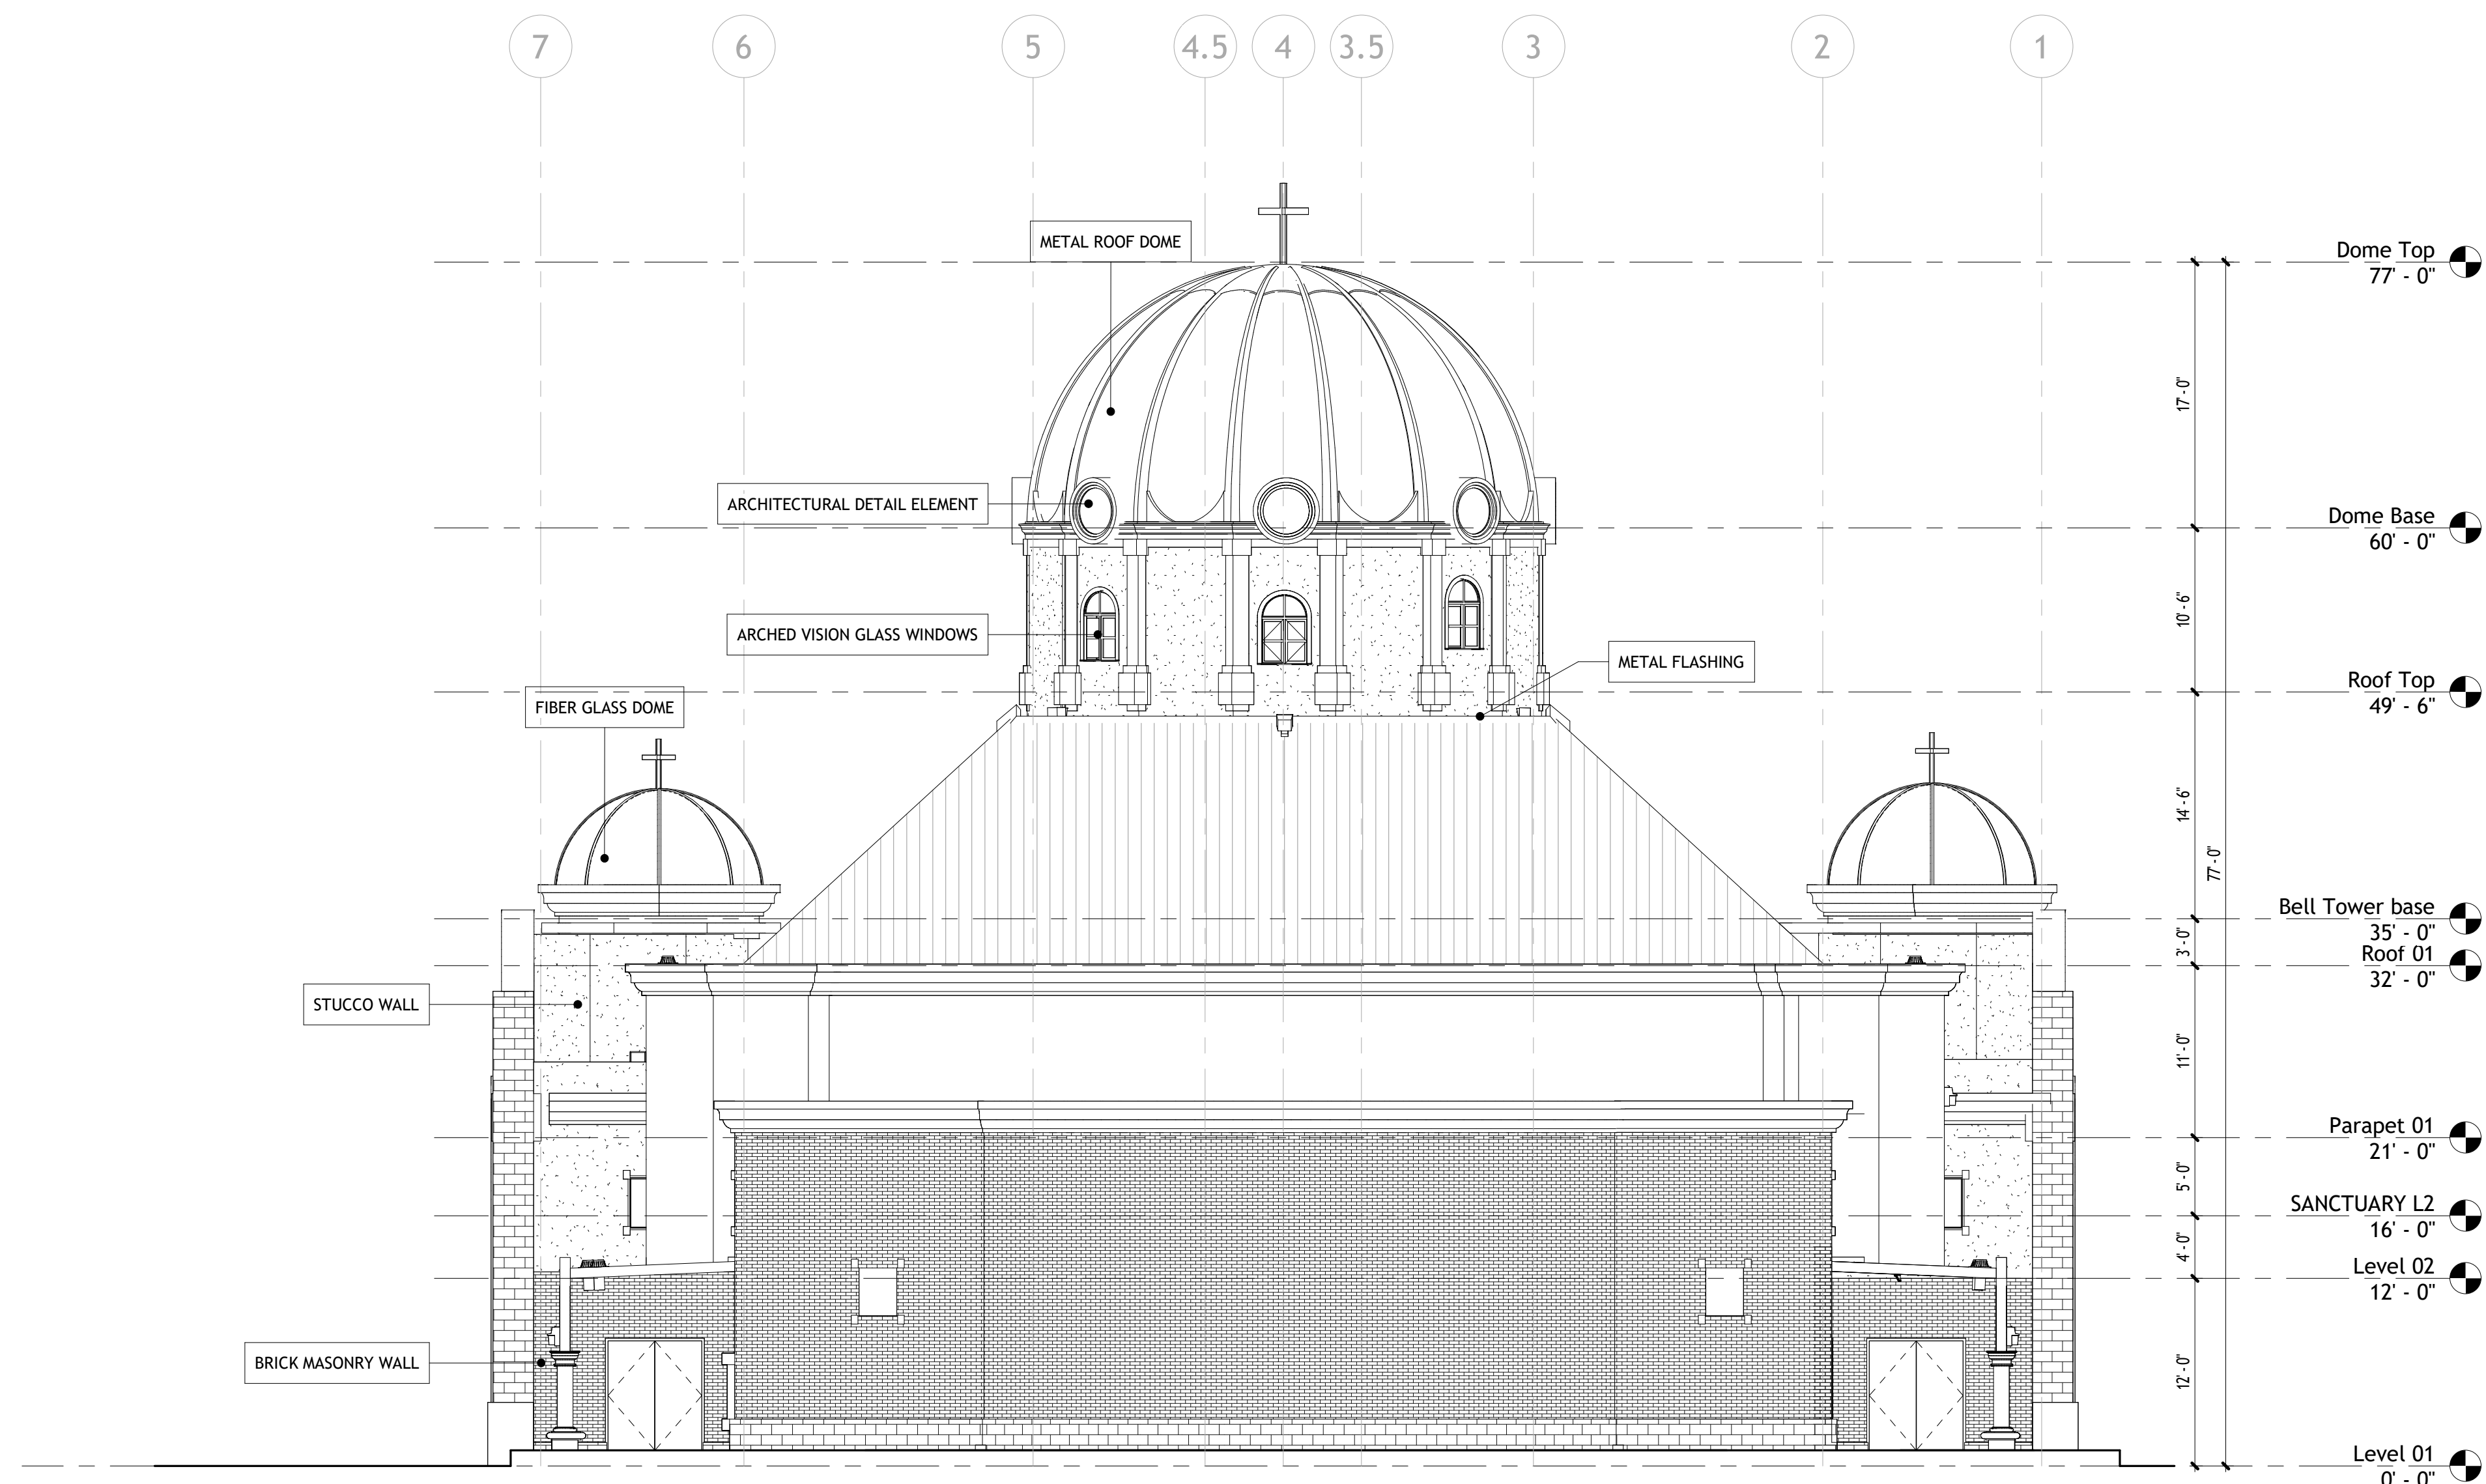 7
6
5
4.5
4
3.5
3
2
1
METAL ROOF DOME
Dome Top
77' - 0"
17' - 0"
ARCHITECTURAL DETAIL ELEMENT
Dome Base
60' - 0"
10' - 6"
ARCHED VISION GLASS WINDOWS
METAL FLASHING
Roof Top
49' - 6"
FIBER GLASS DOME
14' - 6"
77' - 0"
Bell Tower base
35' - 0"
3' - 0"
Roof 01
32' - 0"
STUCCO WALL
11' - 0"
Parapet 01
21' - 0"
5' - 0"
SANCTUARY L2
16' - 0"
4' - 0"
Level 02
12' - 0"
BRICK MASONRY WALL
12' - 0"
Level 01
0' - 0"